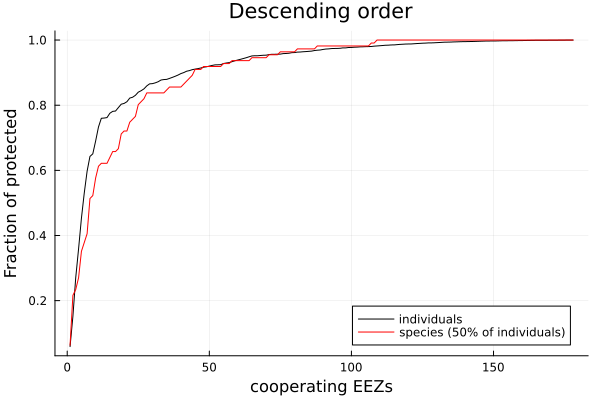 Descending order
Fraction of protected
1.0
0.8
0.6
0.4
0.2
individuals
species (50% of individuals)
0
50
100
150
cooperating EEZs